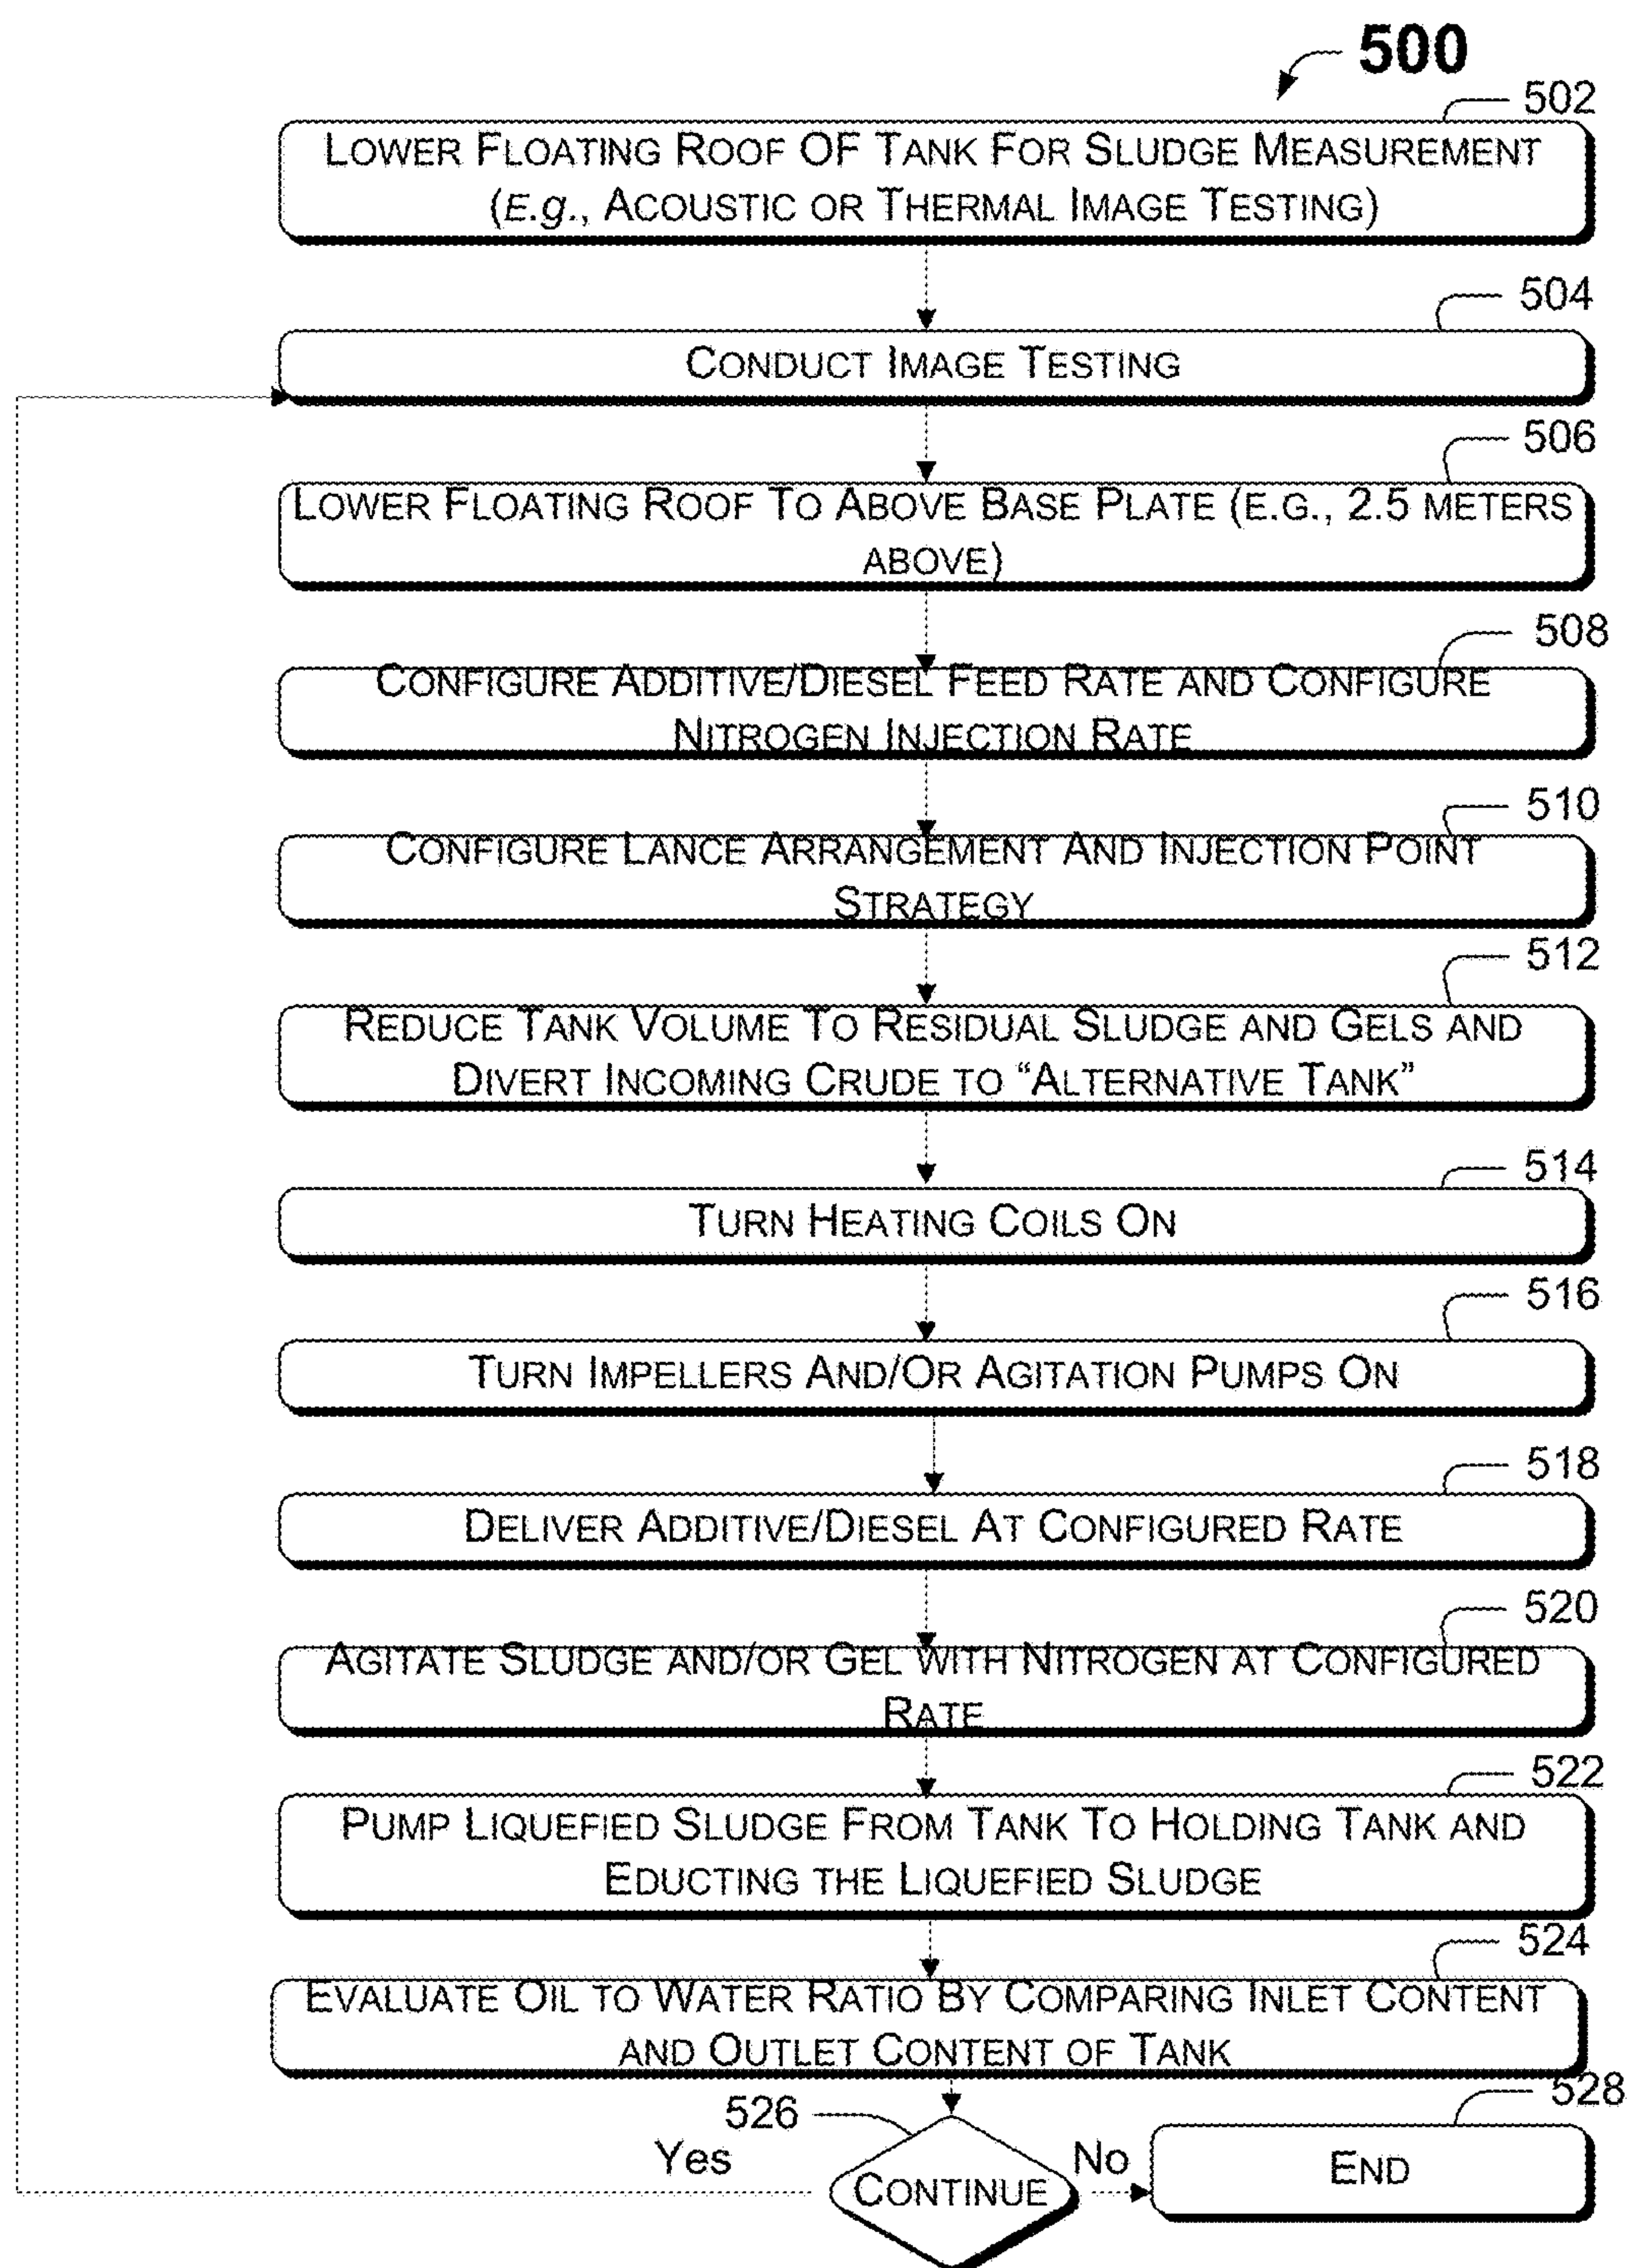 500
502
LOWER FLOATING ROOF OF TANK FOR SLUDGE MEASUREMENT
(E.g., ACOUSTIC OR THERMAL IMAGE TESTING)
504
CONDUCT IMAGE TESTING
506
LOWER FLOATING ROOF TO ABOVE BASE PLATE (E.G., 2.5 METERS
ABOVE)
508
CONFIGURE ADDITIVE/DIESEL FEED RATE AND CONFIGURE
NITROGEN INJECTION RATE
510
CONFIGURE LANCE ARRANGEMENT AND INJECTION POINT
STRATEGY
512
REDUCE TANK VOLUME TO RESIDUAL SLUDGE AND GELS AND
DIVERT INCOMING CRUDE TO “ALTERNATIVE TANK”
514
TURN HEATING COILS ON
516
TURN IMPELLERS AND/OR AGITATION PUMPS ON
518
DELIVER ADDITIVE/DIESEL AT CONFIGURED RATE
520
AGITATE SLUDGE AND/OR GEL WITH NITROGEN AT CONFIGURED
RATE
522
PUMP LIQUEFIED SLUDGE FROM TANK TO HOLDING TANK AND
EDUCTING THE LIQUEFIED SLUDGE
524
EVALUATE OIL TO WATER RATIO BY COMPARING INLET CONTENT
AND OUTLET CONTENT OF TANK
526
528
Yes
CONTINUE
No
END